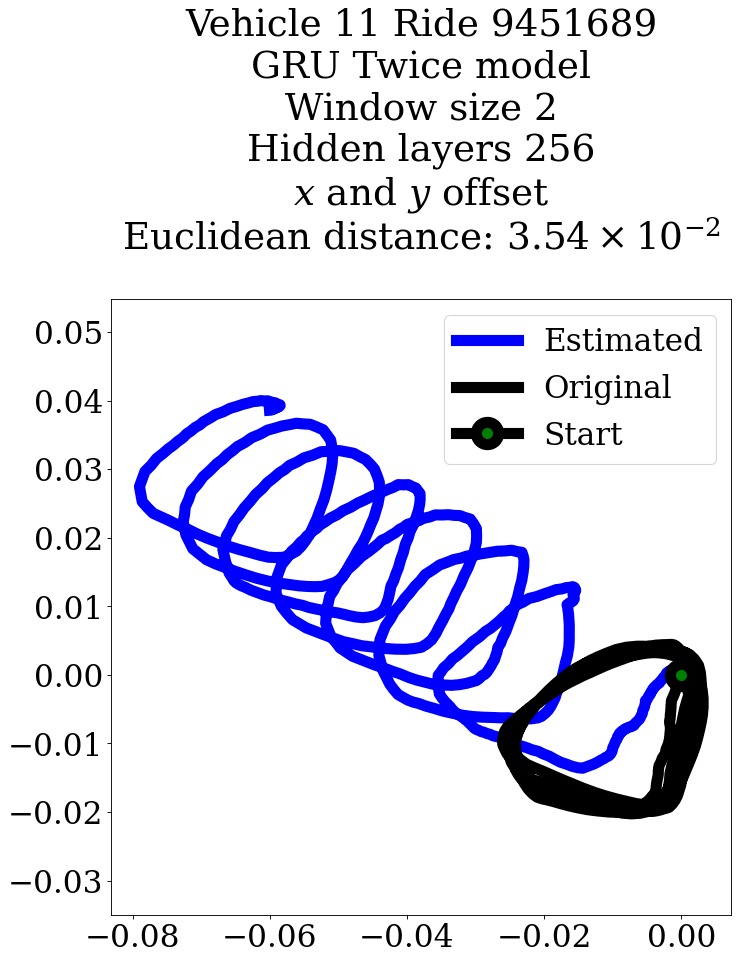 Vehicle 11 Ride 9451689
GRU Twice model
Window size 2
Hidden layers 256
x and y offset
Euclidean distance: 3.54 × 10⁻²
Estimated
Original
Start
0.05
0.04
0.03
0.02
0.01
0.00
−0.01
−0.02
−0.03
−0.08 −0.06 −0.04 −0.02 0.00